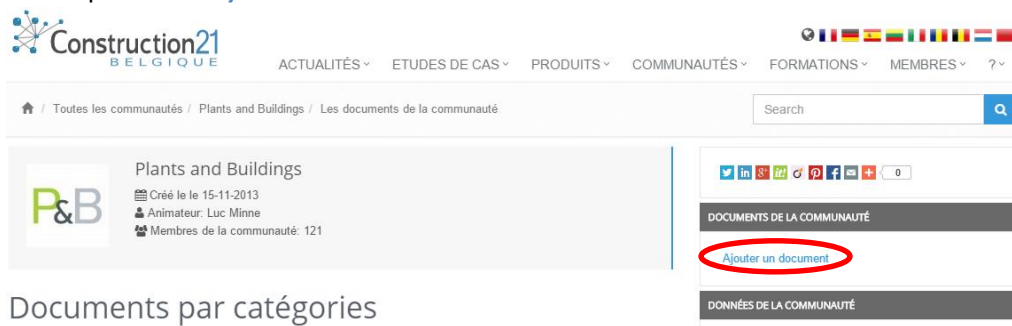 Construction21
BELGIQUE
ACTUALITÉS ETUDES DE CAS PRODUITS COMMUNAUTÉS FORMATIONS MEMBRES ?
/ Toutes les communautés / Plants and Buildings / Les documents de la communauté
Search
P&B
Plants and Buildings
Créé le le 15-11-2013
Animateur: Luc Minne
Membres de la communauté: 121
0
DOCUMENTS DE LA COMMUNAUTÉ
Ajouter un document
Documents par catégories
DONNÉES DE LA COMMUNAUTÉ